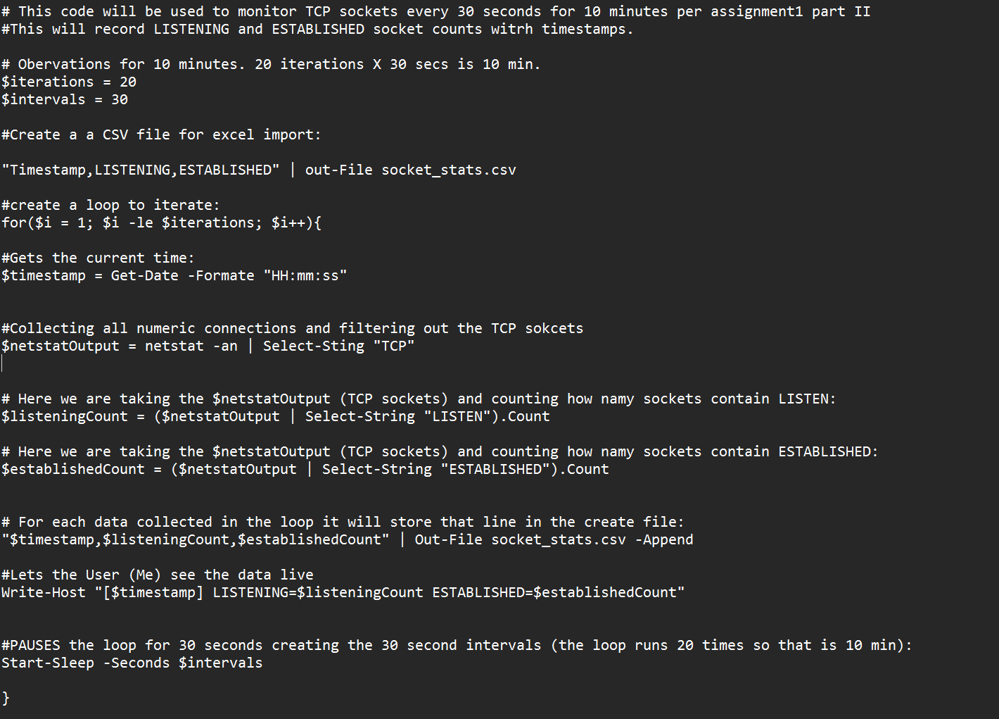 # This code will be used to monitor TCP sockets every 30 seconds for 10 minutes per assignment1 part II
#This will record LISTENING and ESTABLISHED socket counts witrh timestamps.
# Obervations for 10 minutes. 20 iterations X 30 secs is 10 min.
$iterations = 20
$intervals = 30
#Create a a CSV file for excel import:
"Timestamp,LISTENING,ESTABLISHED" | out-File socket_stats.csv
#create a loop to iterate:
for($i = 1; $i -le $iterations; $i++){
#Gets the current time:
$timestamp = Get-Date -Formate "HH:mm:ss"
#Collecting all numeric connections and filtering out the TCP sokcets
$netstatOutput = netstat -an | Select-Sting "TCP"
# Here we are taking the $netstatOutput (TCP sockets) and counting how namy sockets contain LISTEN:
$listeningCount = ($netstatOutput | Select-String "LISTEN").Count
# Here we are taking the $netstatOutput (TCP sockets) and counting how namy sockets contain ESTABLISHED:
$establishedCount = ($netstatOutput | Select-String "ESTABLISHED").Count
# For each data collected in the loop it will store that line in the create file:
"$timestamp,$listeningCount,$establishedCount" | Out-File socket_stats.csv -Append
#Lets the User (Me) see the data live
Write-Host "[$timestamp] LISTENING=$listeningCount ESTABLISHED=$establishedCount"
#PAUSES the loop for 30 seconds creating the 30 second intervals (the loop runs 20 times so that is 10 min):
Start-Sleep -Seconds $intervals
}